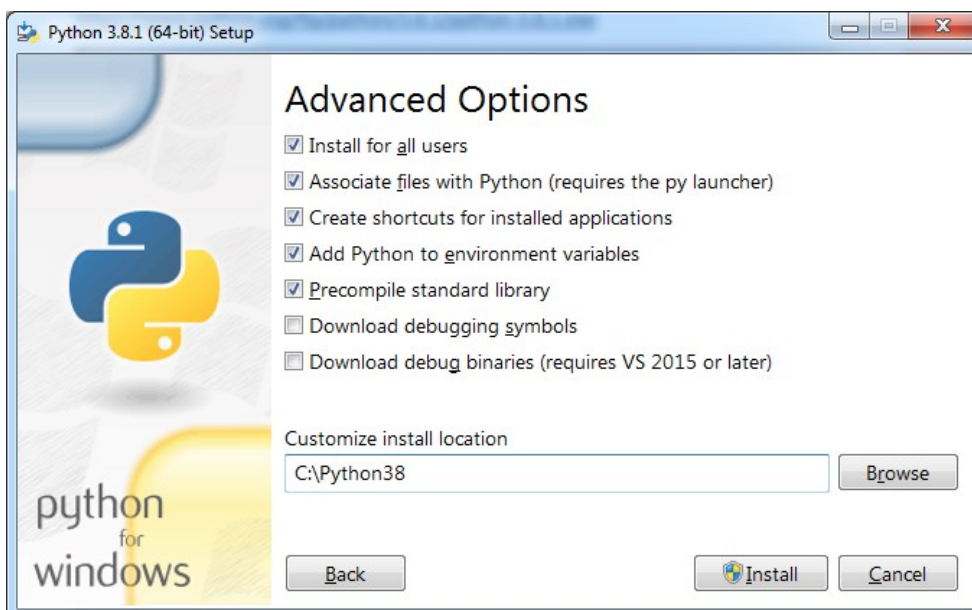 Python 3.8.1 (64-bit) Setup
Advanced Options
Install for all users
Associate files with Python (requires the py launcher)
Create shortcuts for installed applications
Add Python to environment variables
Precompile standard library
Download debugging symbols
Download debug binaries (requires VS 2015 or later)
Customize install location
C:\Python38
Browse
python
for
windows
Back
Install
Cancel